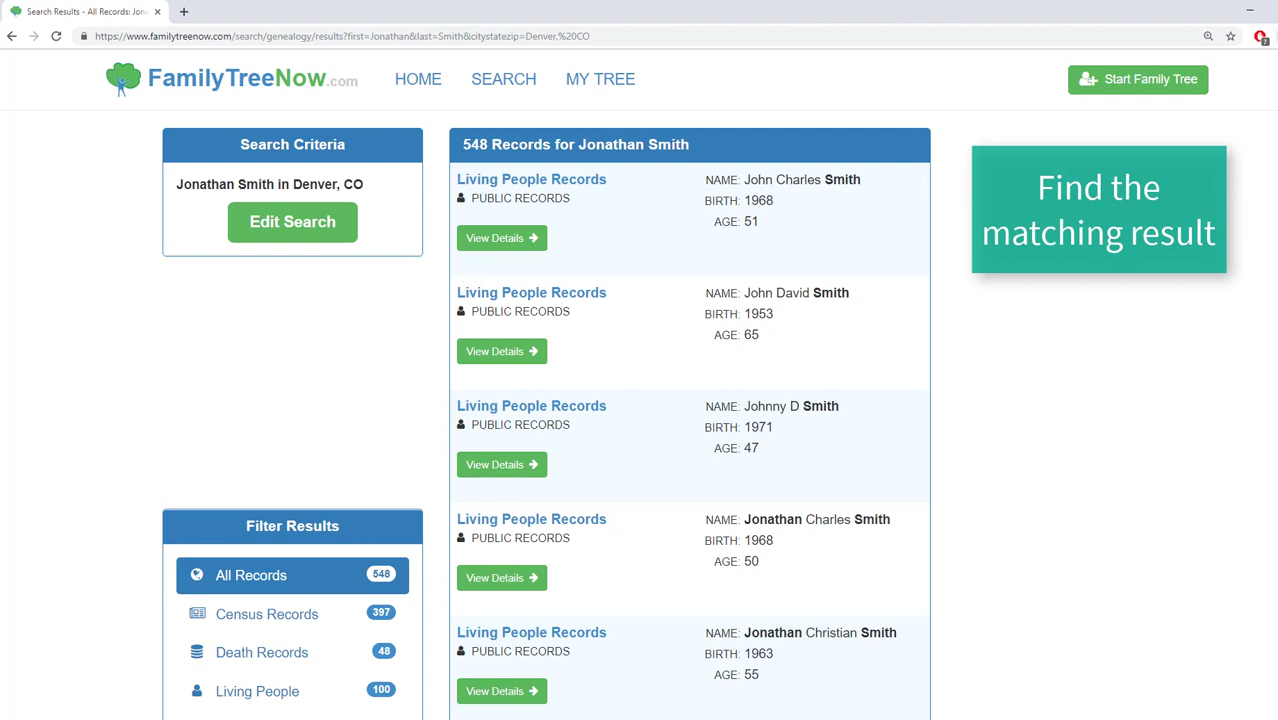 Search Results - All Records: Jona
https://www.familytreenow.com/search/genealogy/results?first=Jonathan&last=Smith&citystatezip=Denver,%20CO
7
FamilyTreeNow.com
HOME
SEARCH
MY TREE
Start Family Tree
Search Criteria
Jonathan Smith in Denver, CO
Edit Search
548 Records for Jonathan Smith
Living People Records
PUBLIC RECORDS
View Details
NAME: John Charles Smith
BIRTH: 1968
AGE: 51
Living People Records
PUBLIC RECORDS
View Details
NAME: John David Smith
BIRTH: 1953
AGE: 65
Living People Records
PUBLIC RECORDS
View Details
NAME: Johnny D Smith
BIRTH: 1971
AGE: 47
Living People Records
PUBLIC RECORDS
View Details
NAME: Jonathan Charles Smith
BIRTH: 1968
AGE: 50
Living People Records
PUBLIC RECORDS
View Details
NAME: Jonathan Christian Smith
BIRTH: 1963
AGE: 55
Find the
matching result
Filter Results
All Records 548
Census Records 397
Death Records 48
Living People 100